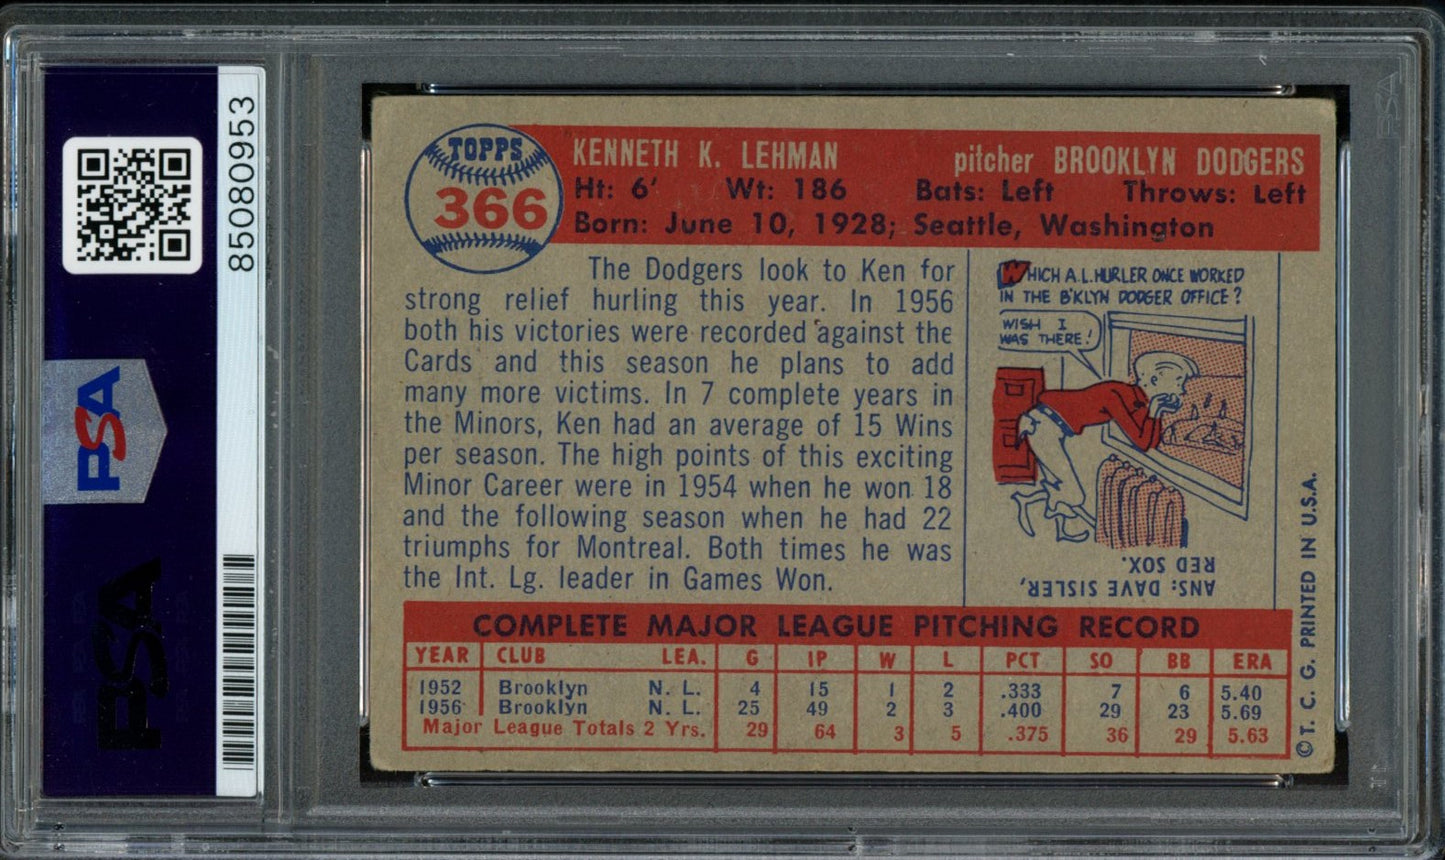 85080953
PSA
PSA
TOPPS
366
KENNETH K. LEHMAN pitcher BROOKLYN DODGERS
Ht: 6' Wt: 186 Bats: Left Throws: Left
Born: June 10, 1928; Seattle, Washington
The Dodgers look to Ken for
strong relief hurling this year. In 1956
both his victories were recorded against the
Cards and this season he plans to add
many more victims. In 7 complete years in
the Minors, Ken had an average of 15 Wins
per season. The high points of this exciting
Minor Career were in 1954 when he won 18
and the following season when he had 22
triumphs for Montreal. Both times he was
the Int. Lg. leader in Games Won.
WHICH A.L. HURLER ONCE WORKED
IN THE B'KLYN DODGER OFFICE?
WISH I
WAS THERE!
ANS: DAVE SISLER,
RED SOX.
COMPLETE MAJOR LEAGUE PITCHING RECORD
YEAR CLUB LEA. G IP W L PCT SO BB ERA
1952 Brooklyn N. L. 4 15 1 2 .333 7 6 5.40
1956 Brooklyn N. L. 25 49 2 3 .400 29 23 5.69
Major League Totals 2 Yrs. 29 64 3 5 .375 36 29 5.63
© T. C. G. PRINTED IN U.S.A.
PSA